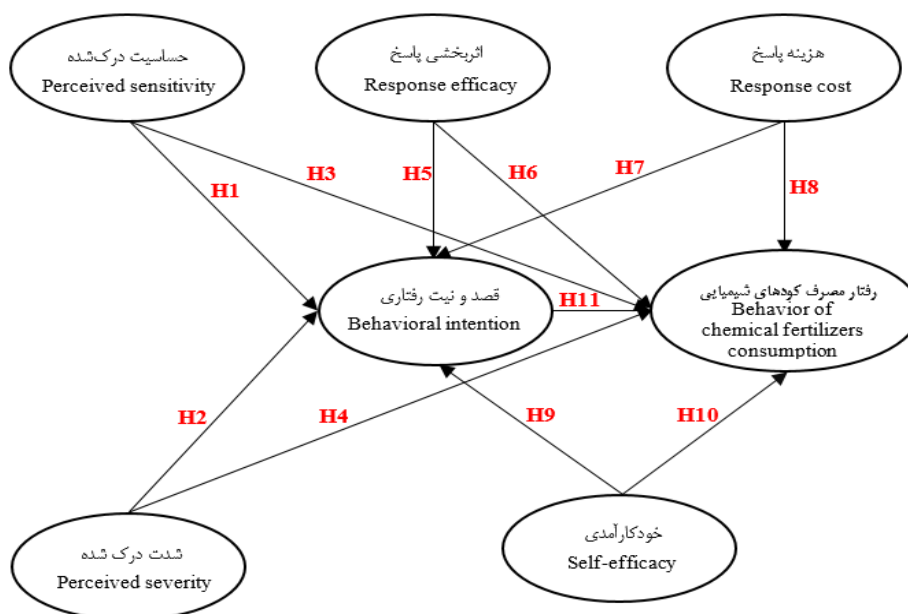 حساسیت درک‌شده
Perceived sensitivity
اثربخشی پاسخ
Response efficacy
هزینه پاسخ
Response cost
H1
H3
H5
H6
H7
H8
قصد و نیت رفتاری
Behavioral intention
H11
رفتار مصرف کودهای شیمیایی
Behavior of
chemical fertilizers
consumption
H2
H4
H9
H10
شدت درک شده
Perceived severity
خودکارآمدی
Self-efficacy